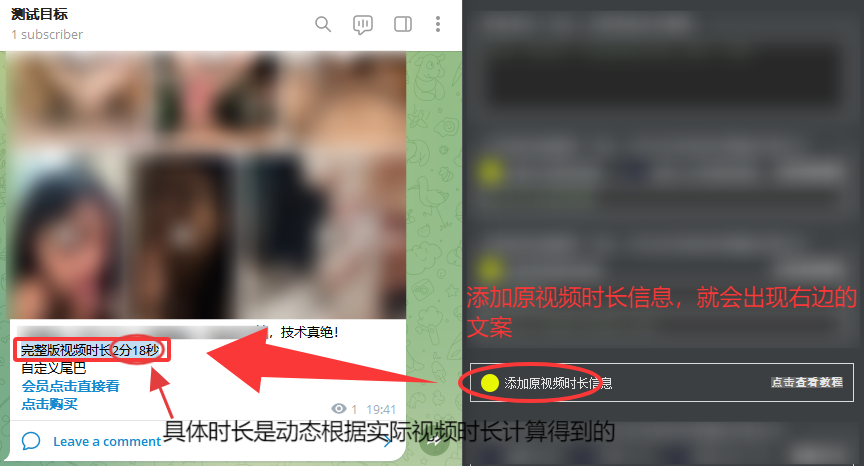 测试目标
1 subscriber
，技术真绝！
完整版视频时长2分18秒
自定义尾巴
会员点击直接看
点击购买
1 19:41
Leave a comment
具体时长是动态根据实际视频时长计算得到的
添加原视频时长信息，就会出现右边的
文案
添加原视频时长信息
点击查看教程